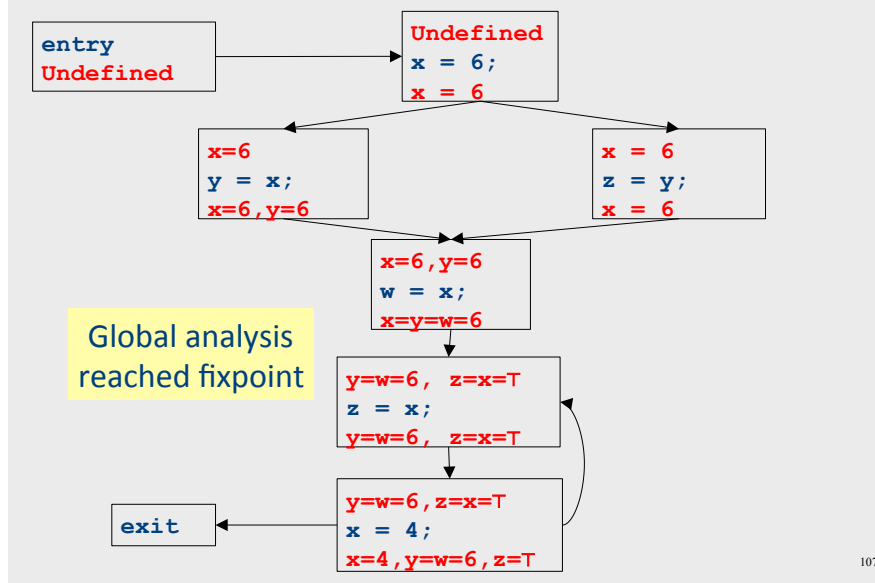 entry
Undefined
Undefined
x = 6;
x = 6
x=6
y = x;
x=6,y=6
x = 6
z = y;
x = 6
x=6,y=6
w = x;
x=y=w=6
Global analysis
reached fixpoint
y=w=6, z=x=⊤
z = x;
y=w=6, z=x=⊤
y=w=6,z=x=⊤
x = 4;
x=4,y=w=6,z=⊤
exit
107